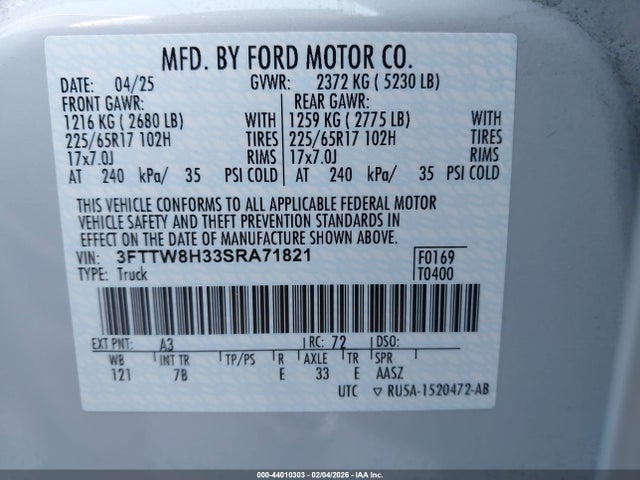 MFD. BY FORD MOTOR CO.
DATE: 04/25 GVWR: 2372 KG ( 5230 LB)
FRONT GAWR: REAR GAWR:
1216 KG ( 2680 LB) WITH 1259 KG ( 2775 LB) WITH
225/65R17 102H TIRES 225/65R17 102H TIRES
17x7.0J RIMS 17x7.0J RIMS
AT 240 kPa/ 35 PSI COLD AT 240 kPa/ 35 PSI COLD
THIS VEHICLE CONFORMS TO ALL APPLICABLE FEDERAL MOTOR
VEHICLE SAFETY AND THEFT PREVENTION STANDARDS IN
EFFECT ON THE DATE OF MANUFACTURE SHOWN ABOVE.
VIN: 3FTTW8H33SRA71821 F0169
TYPE: Truck T0400
EXT PNT: A3 RC: 72 DSO:
WB INT TR TP/PS R AXLE TR SPR
121 7B E 33 E AASZ
UTC ▽ RU5A-1520472-AB
000-44010303 - 02/04/2026 - IAA Inc.